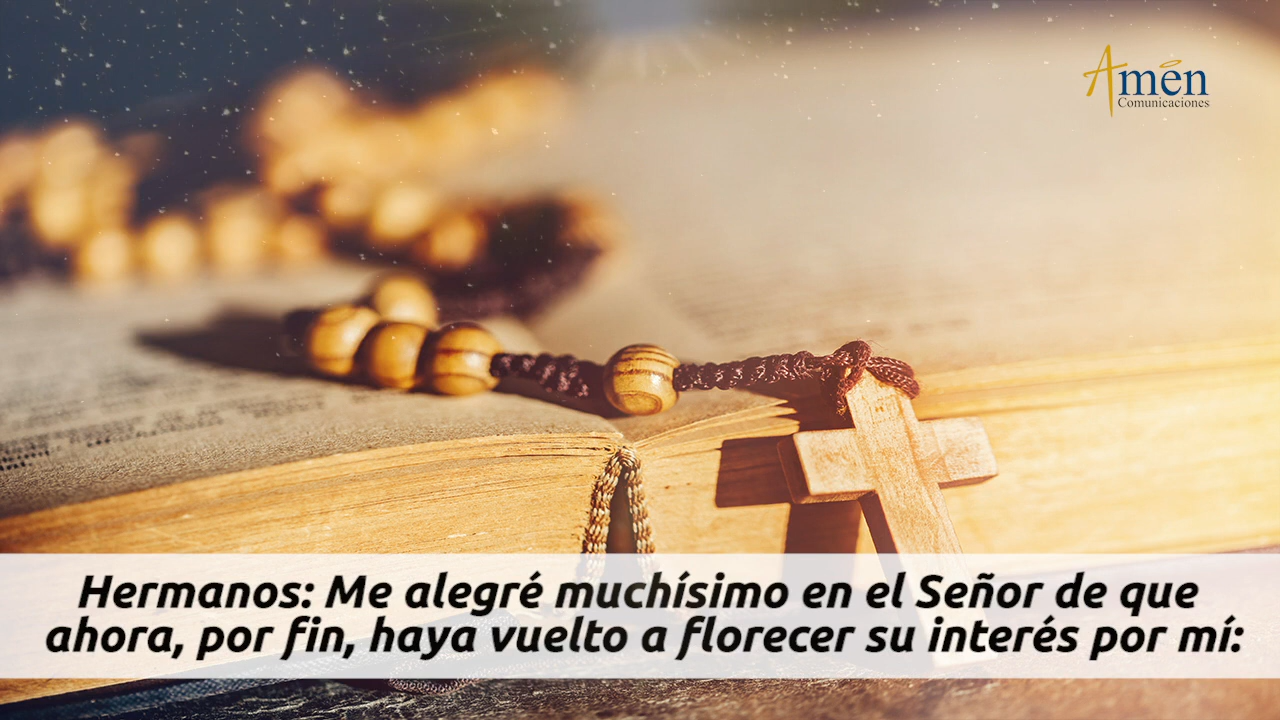 Amén
Comunicaciones
Hermanos: Me alegré muchísimo en el Señor de que
ahora, por fin, haya vuelto a florecer su interés por mí: